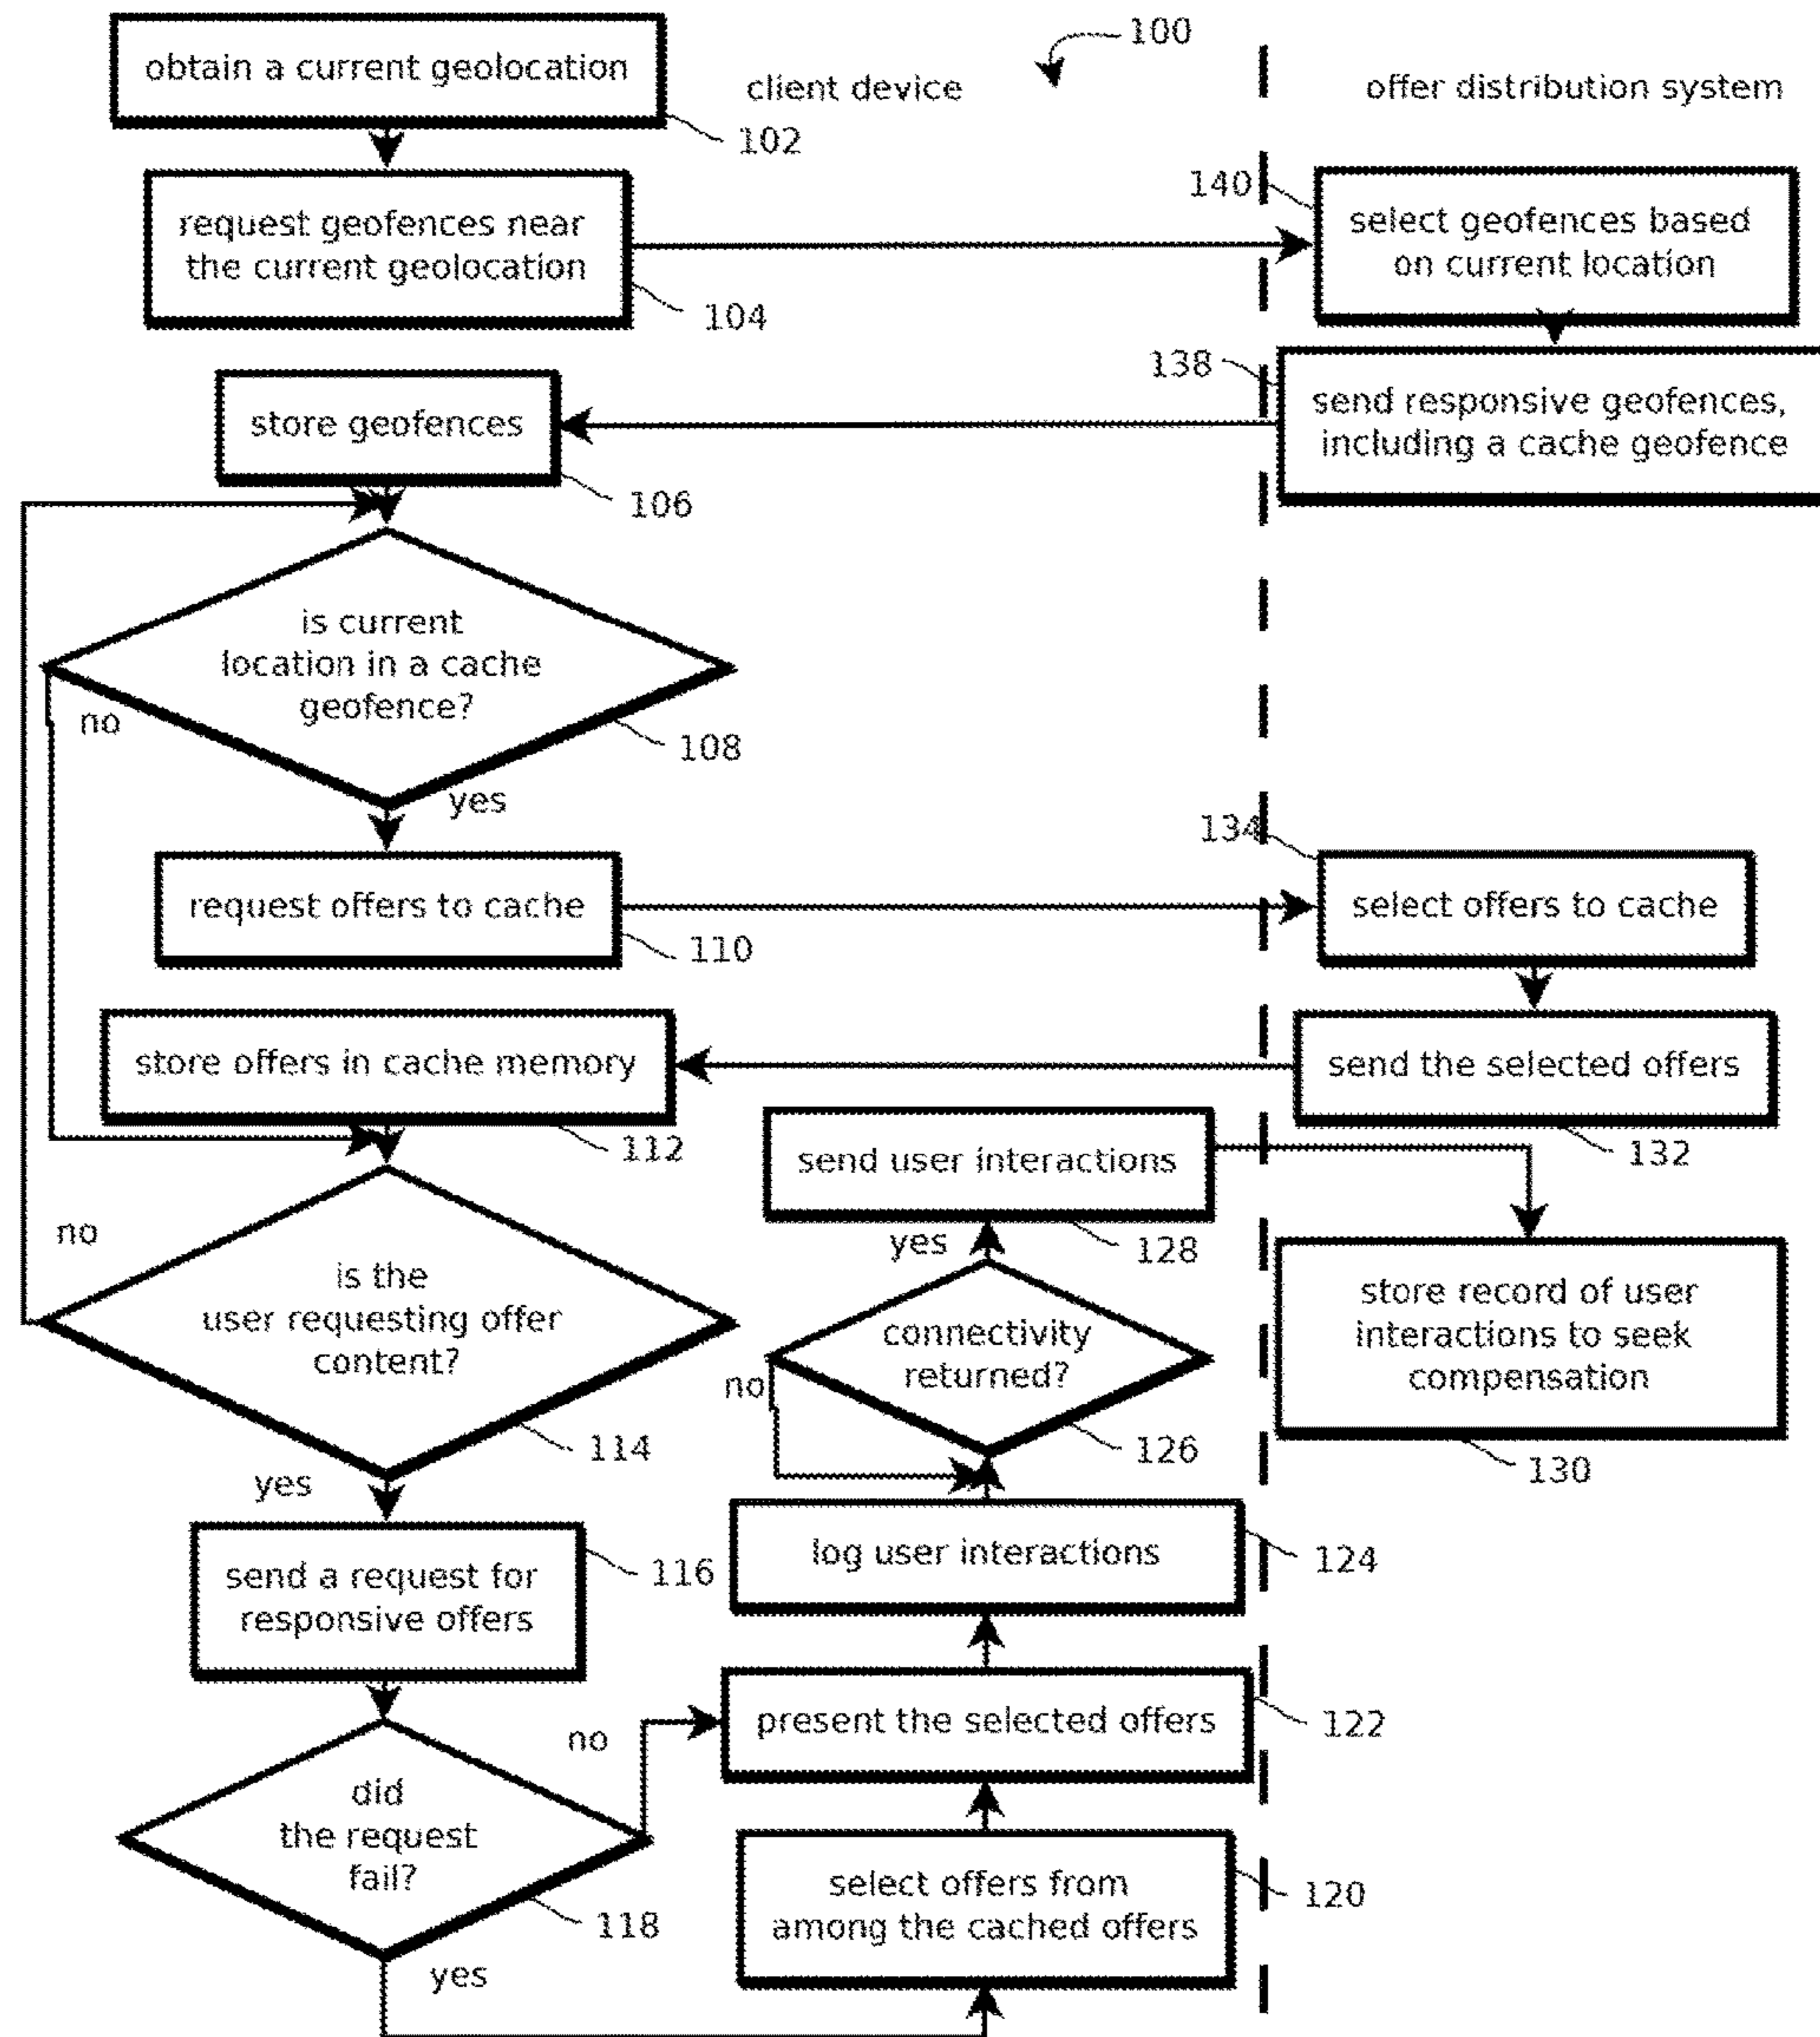 obtain a current geolocation
100
client device
offer distribution system
102
140
request geofences near
the current geolocation
select geofences based
on current location
104
138
store geofences
send responsive geofences,
including a cache geofence
106
is current
location in a cache
geofence?
no
108
yes
134
request offers to cache
select offers to cache
110
store offers in cache memory
send the selected offers
112
132
send user interactions
no
yes
128
is the
user requesting offer
content?
connectivity
returned?
store record of user
interactions to seek
compensation
no
114
126
130
yes
log user interactions
124
send a request for
responsive offers
116
no
present the selected offers
122
did
the request
fail?
select offers from
among the cached offers
120
118
yes